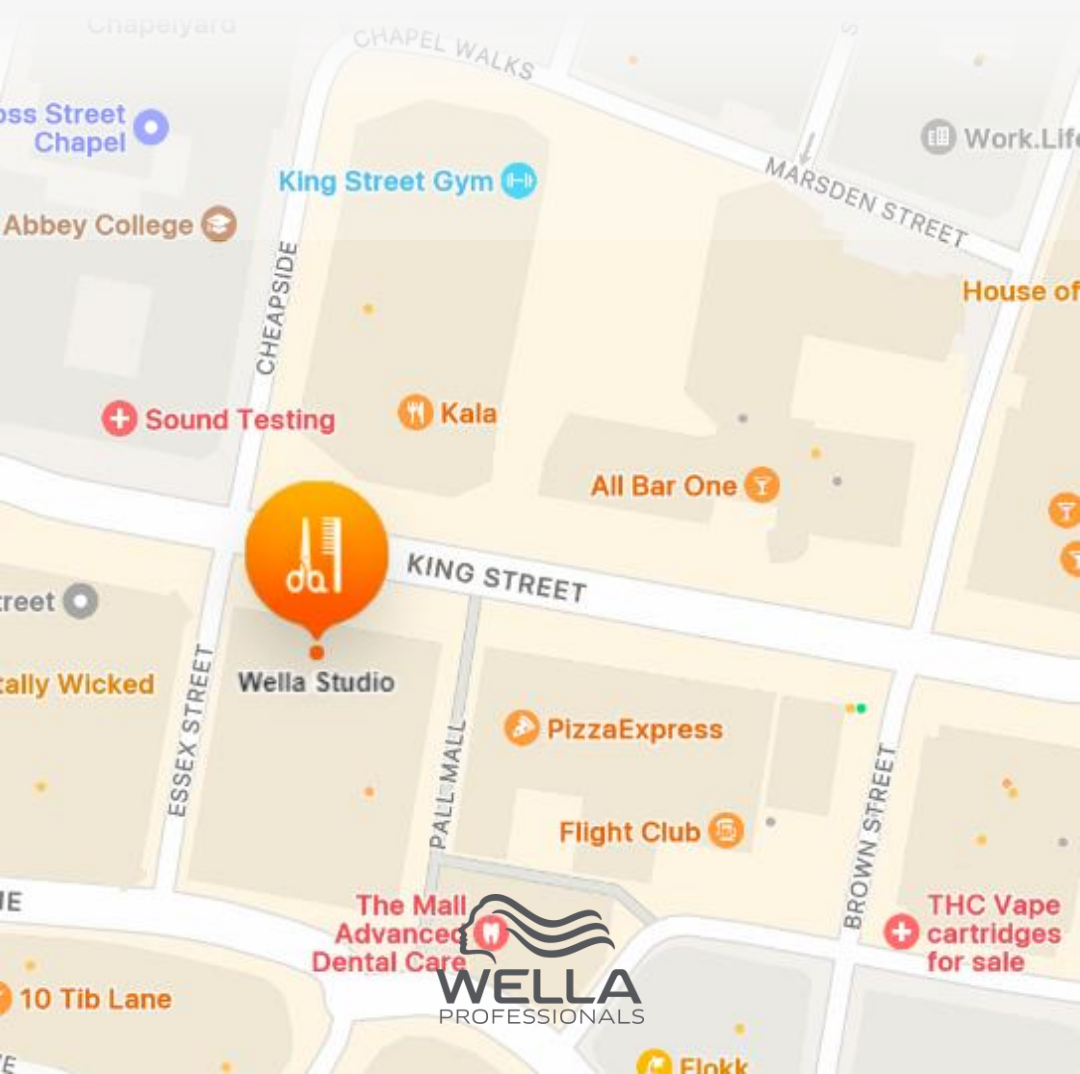 Chapelyard
CHAPEL WALKS
oss Street
Chapel
Work.Life
King Street Gym
MARSDEN STREET
Abbey College
CHEAPSIDE
House of
Kala
Sound Testing
All Bar One
KING STREET
treet
Wella Studio
tally Wicked
ESSEX STREET
PizzaExpress
PALL MALL
Flight Club
BROWN STREET
The Mall
Advanced
Dental Care
THC Vape
cartridges
for sale
WELLA
PROFESSIONALS
10 Tib Lane
Flokk